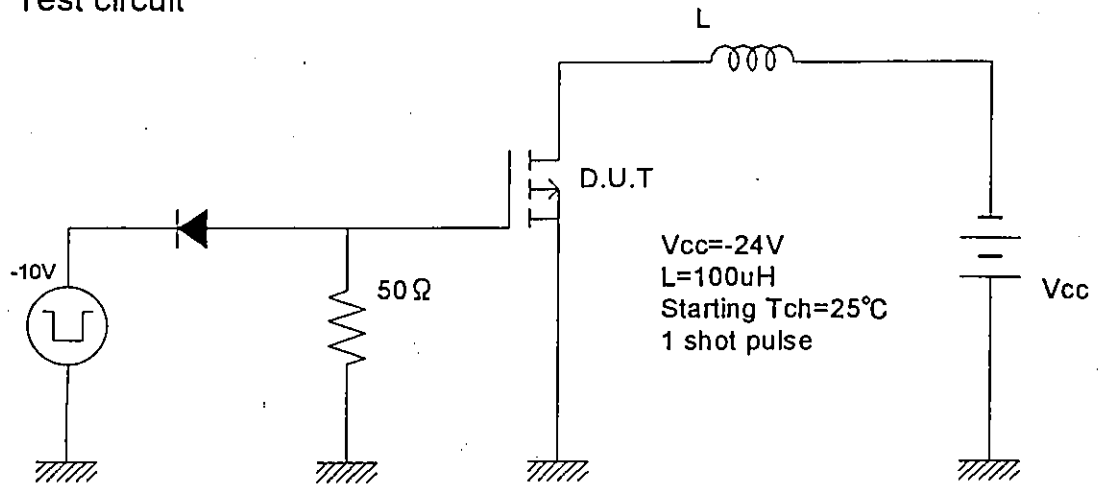 Test circuit
L
D.U.T
-10V
50Ω
Vcc=-24V
L=100uH
Starting Tch=25℃
1 shot pulse
Vcc